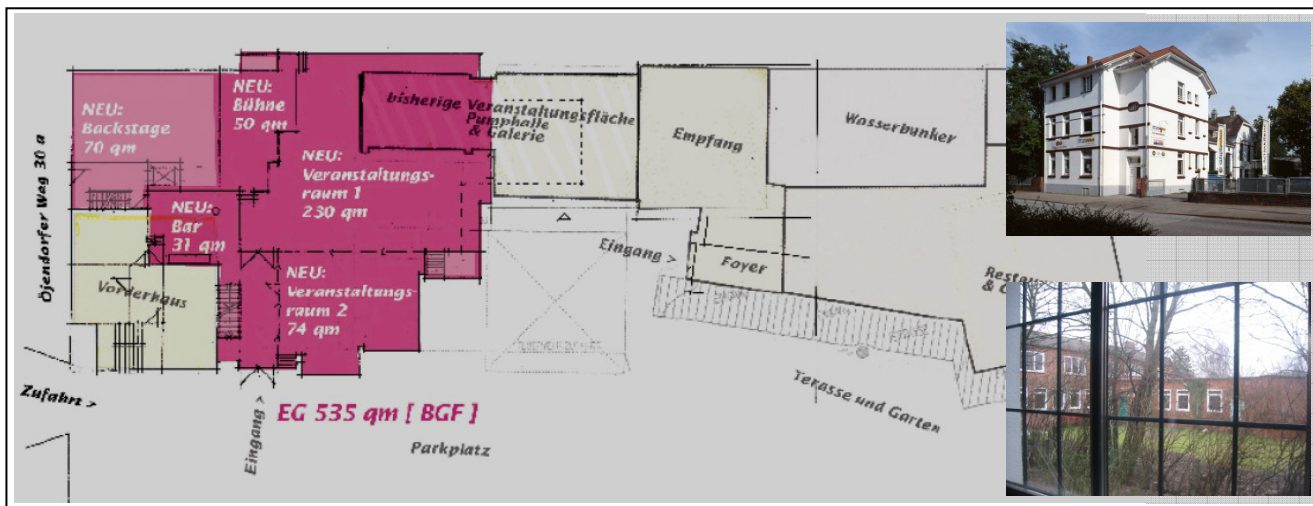 Öjendorfer Weg 30 a
NEU:
Backstage
70 qm
NEU:
Bühne
50 qm
bisherige Veranstaltungsfläche
Pumphalle
& Galerie
Empfang
Wasserbunker
NEU:
Veranstaltungs-
raum 1
230 qm
NEU:
Bar
31 qm
Eingang >
Foyer
Restau
Vorderhaus
NEU:
Veranstaltungs-
raum 2
74 qm
Zufahrt >
Eingang >
EG 535 qm [ BGF ]
Parkplatz
Terasse und Garten